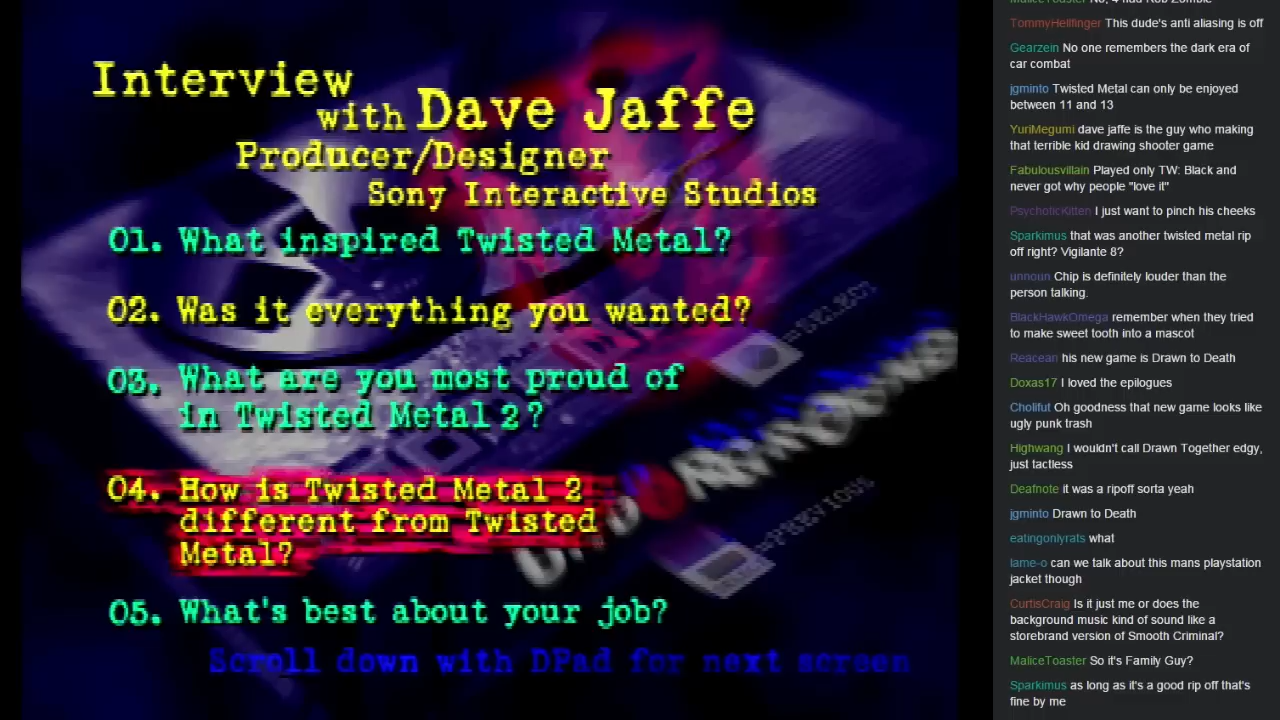 Interview
with Dave Jaffe
Producer/Designer
Sony Interactive Studios
01. What inspired Twisted Metal?
02. Was it everything you wanted?
03. What are you most proud of
in Twisted Metal 2?
04. How is Twisted Metal 2
different from Twisted
Metal?
05. What's best about your job?
Scroll down with DPad for next screen
=SELECT
=PREVIOUS
TommyHellfinger This dude's anti aliasing is off
Gearzein No one remembers the dark era of
car combat
jgminto Twisted Metal can only be enjoyed
between 11 and 13
YuriMegumi dave jaffe is the guy who making
that terrible kid drawing shooter game
Fabulousvillain Played only TW: Black and
never got why people "love it"
PsychoticKitten I just want to pinch his cheeks
Sparkimus that was another twisted metal rip
off right? Vigilante 8?
unnoun Chip is definitely louder than the
person talking.
BlackHawkOmega remember when they tried
to make sweet tooth into a mascot
Reacean his new game is Drawn to Death
Doxas17 I loved the epilogues
Cholifut Oh goodness that new game looks like
ugly punk trash
Highwang I wouldn't call Drawn Together edgy,
just tactless
Deafnote it was a ripoff sorta yeah
jgminto Drawn to Death
eatingonlyrats what
lame-o can we talk about this mans playstation
jacket though
CurtisCraig Is it just me or does the
background music kind of sound like a
storebrand version of Smooth Criminal?
MaliceToaster So it's Family Guy?
Sparkimus as long as it's a good rip off that's
fine by me